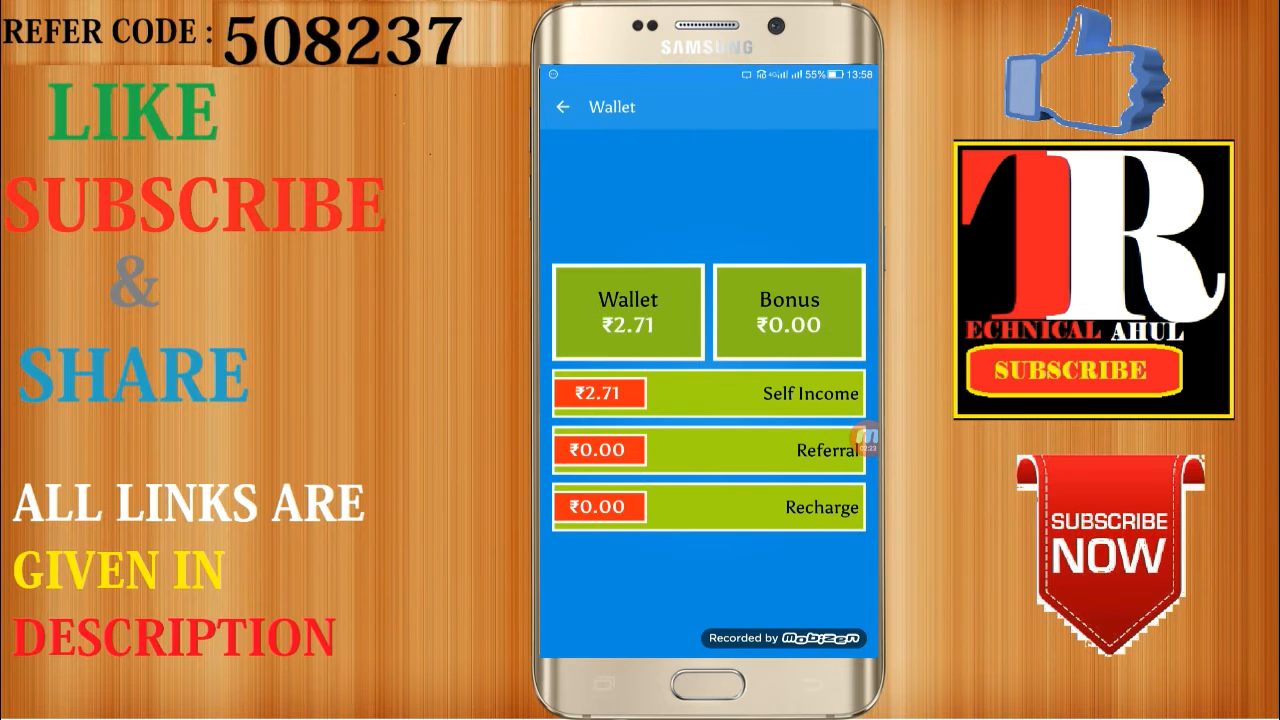 REFER CODE : 508237
LIKE
SUBSCRIBE
&
SHARE
ALL LINKS ARE
GIVEN IN
DESCRIPTION
SAMSUNG
4G 55% 13:58
Wallet
Wallet
₹2.71
Bonus
₹0.00
₹2.71 Self Income
₹0.00 Referral
₹0.00 Recharge
Recorded by Mobizen
TR
ECHNICAL AHUL
SUBSCRIBE
SUBSCRIBE
NOW